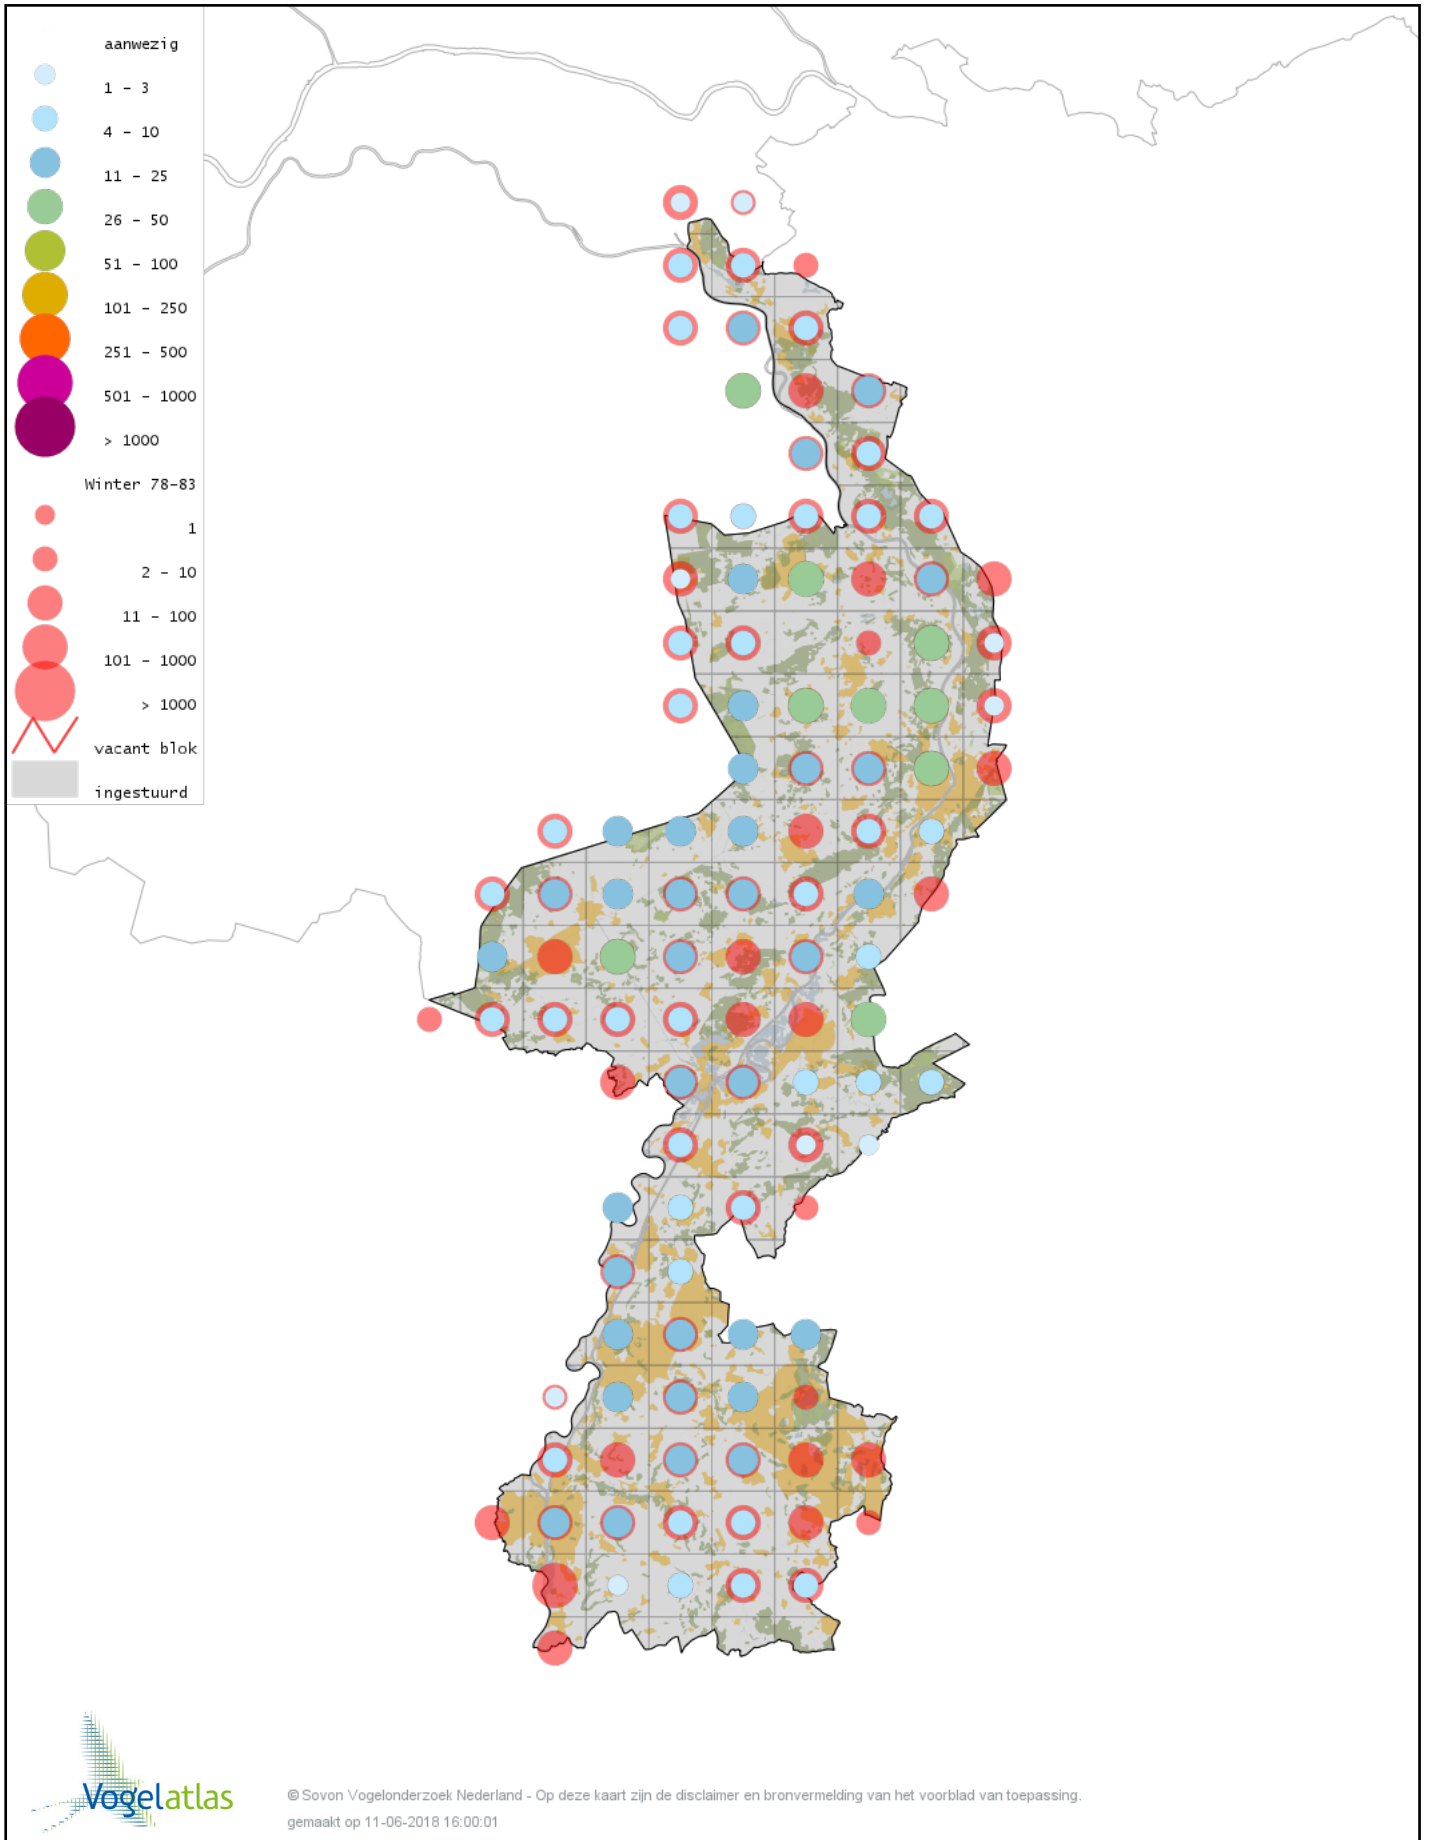 aanwezig
1 - 3
4 - 10
11 - 25
26 - 50
51 - 100
101 - 250
251 - 500
501 - 1000
> 1000
Winter 78-83
1
2 - 10
11 - 100
101 - 1000
> 1000
vacant blok
ingestuurd
Vogelatlas
© Sovon Vogelonderzoek Nederland - Op deze kaart zijn de disclaimer en bronvermelding van het voorblad van toepassing.
gemaakt op 11-06-2018 16:00:01